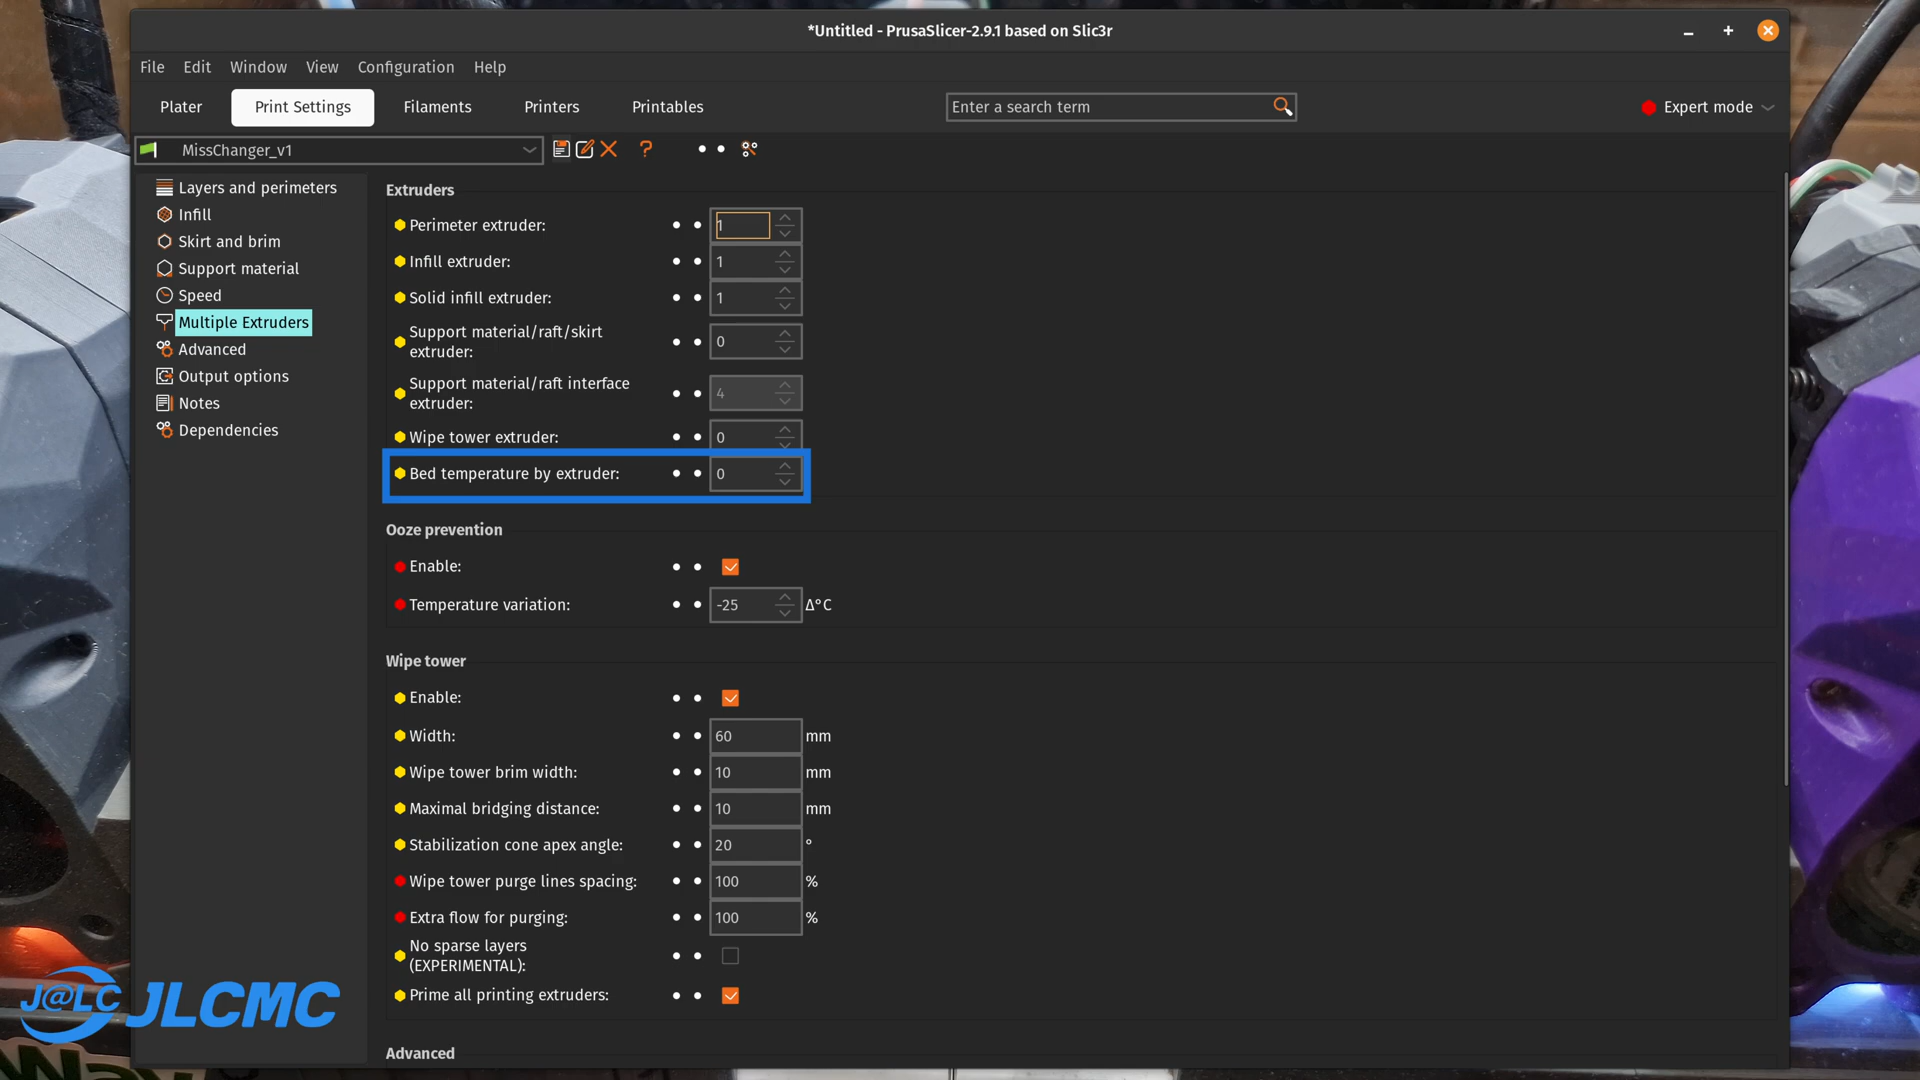 *Untitled - PrusaSlicer-2.9.1 based on Slic3r
File Edit Window View Configuration Help
Plater Print Settings Filaments Printers Printables Enter a search term Expert mode
MissChanger_v1 ?
Layers and perimeters
Infill
Skirt and brim
Support material
Speed
Multiple Extruders
Advanced
Output options
Notes
Dependencies
Extruders
Perimeter extruder: 1
Infill extruder: 1
Solid infill extruder: 1
Support material/raft/skirt
extruder: 0
Support material/raft interface
extruder: 4
Wipe tower extruder: 0
Bed temperature by extruder: 0
Ooze prevention
Enable:
Temperature variation: -25 Δ°C
Wipe tower
Enable:
Width: 60 mm
Wipe tower brim width: 10 mm
Maximal bridging distance: 10 mm
Stabilization cone apex angle: 20 °
Wipe tower purge lines spacing: 100 %
Extra flow for purging: 100 %
No sparse layers
(EXPERIMENTAL):
Prime all printing extruders:
Advanced
J@LC JLCMC